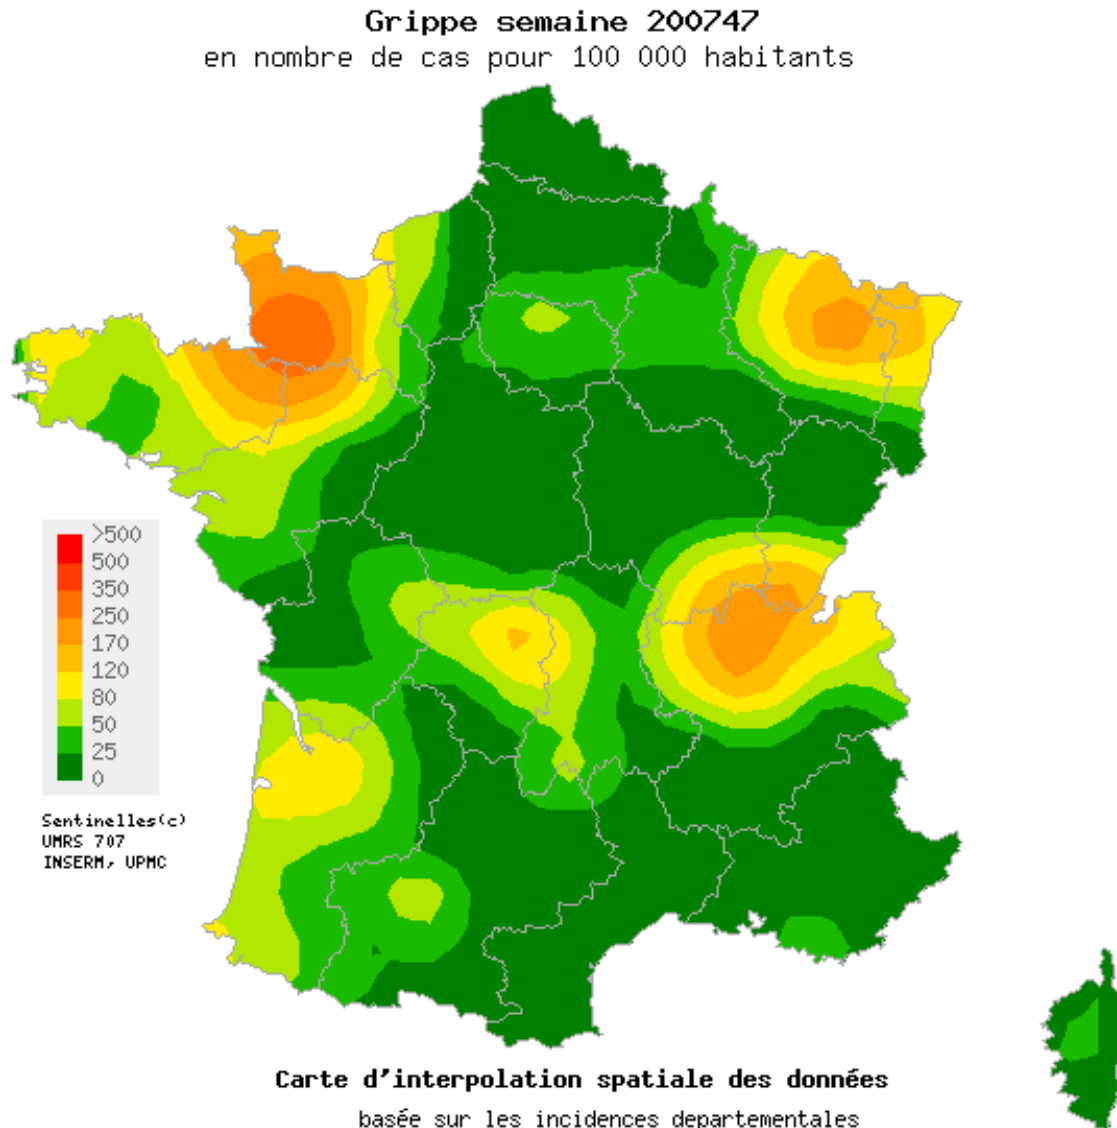 Grippe semaine 200747
en nombre de cas pour 100 000 habitants
>500
500
350
250
170
120
80
50
25
0
Sentinelles(c)
UMRS 707
INSERM, UPMC
Carte d'interpolation spatiale des données
basée sur les incidences departementales